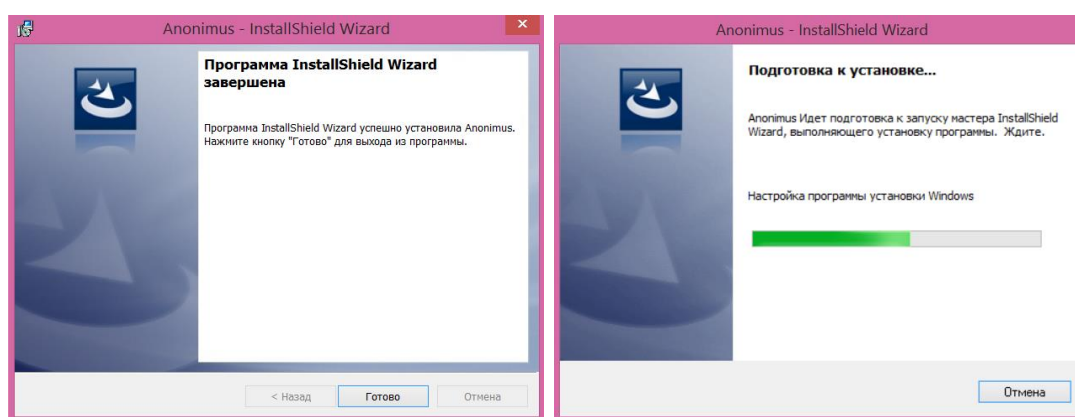 Anonimus - InstallShield Wizard
Программа InstallShield Wizard
завершена
Программа InstallShield Wizard успешно установила Anonimus.
Нажмите кнопку "Готово" для выхода из программы.
< Назад
Готово
Отмена
Anonimus - InstallShield Wizard
Подготовка к установке...
Anonimus Идет подготовка к запуску мастера InstallShield
Wizard, выполняющего установку программы. Ждите.
Настройка программы установки Windows
Отмена